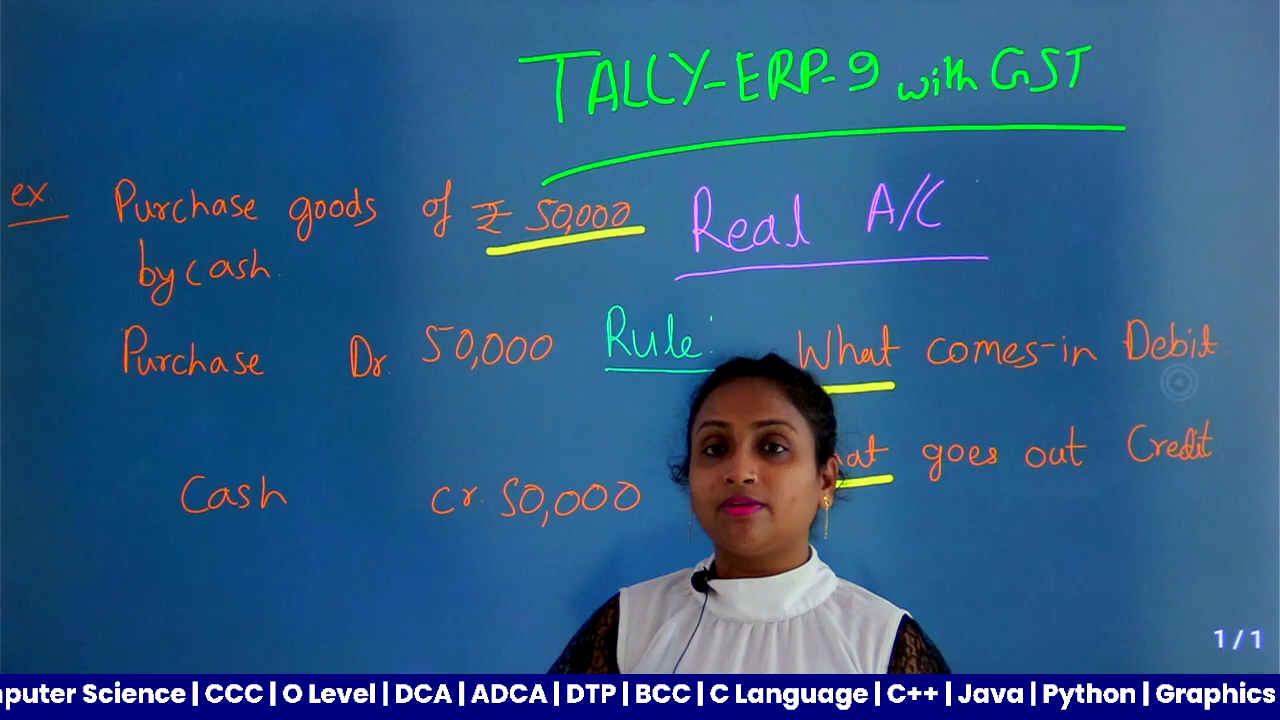 TALLY-ERP-9 with GST
ex. Purchase goods of ₹ 50,000
by cash.
Real A/C
Purchase Dr. 50,000
Rule: What comes-in Debit.
goes out Credit
Cash cr. 50,000
1/1
Science | CCC | O Level | DCA | ADCA | DTP | BCC | C Language | C++ | Java | Python | Graphics